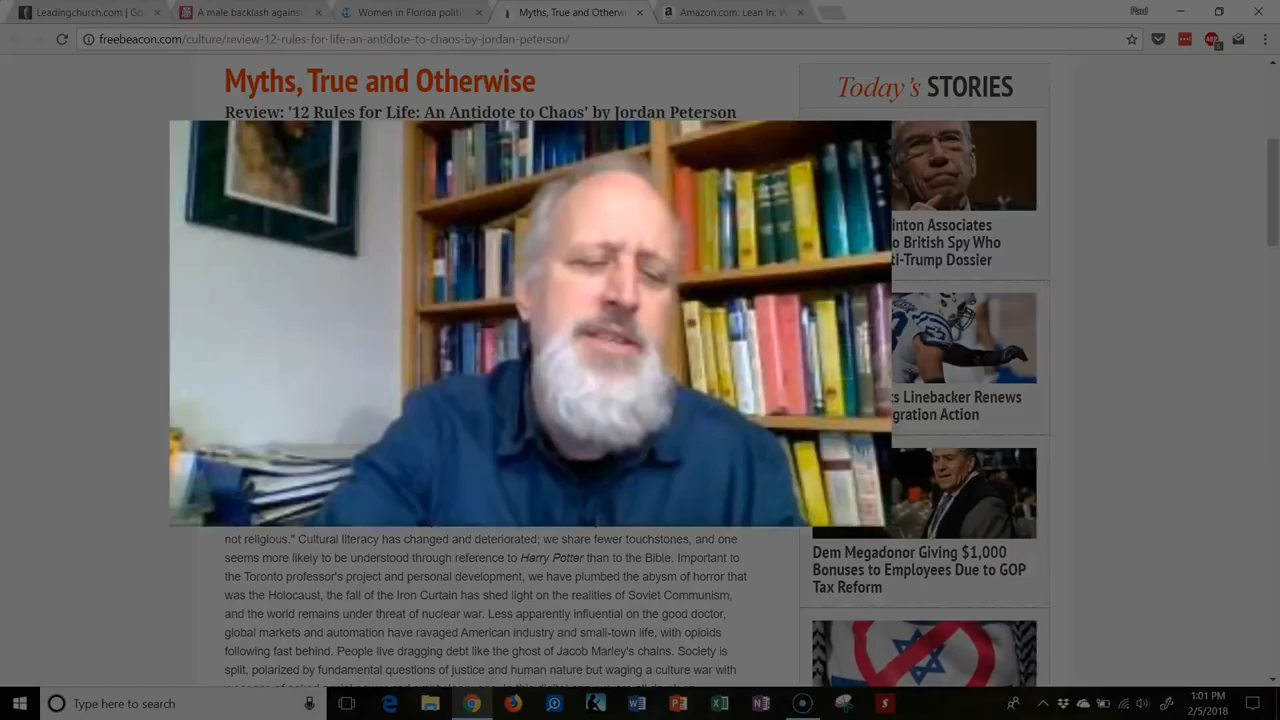 Leadingchurch.com | Go
A male backlash against
Women in Florida politi
Myths, True and Otherw
Amazon.com: Lean In: W
Paul
freebeacon.com/culture/review-12-rules-for-life-an-antidote-to-chaos-by-jordan-peterson/
Myths, True and Otherwise
Review: '12 Rules for Life: An Antidote to Chaos' by Jordan Peterson
not religious." Cultural literacy has changed and deteriorated; we share fewer touchstones, and one
seems more likely to be understood through reference to Harry Potter than to the Bible. Important to
the Toronto professor's project and personal development, we have plumbed the abysm of horror that
was the Holocaust, the fall of the Iron Curtain has shed light on the realities of Soviet Communism,
and the world remains under threat of nuclear war. Less apparently influential on the good doctor,
global markets and automation have ravaged American industry and small-town life, with opioids
following fast behind. People live dragging debt like the ghost of Jacob Marley's chains. Society is
split, polarized by fundamental questions of justice and human nature but waging a culture war with
Today's STORIES
inton Associates
o British Spy Who
ti-Trump Dossier
s Linebacker Renews
gration Action
Dem Megadonor Giving $1,000
Bonuses to Employees Due to GOP
Tax Reform
Type here to search
1:01 PM
2/5/2018